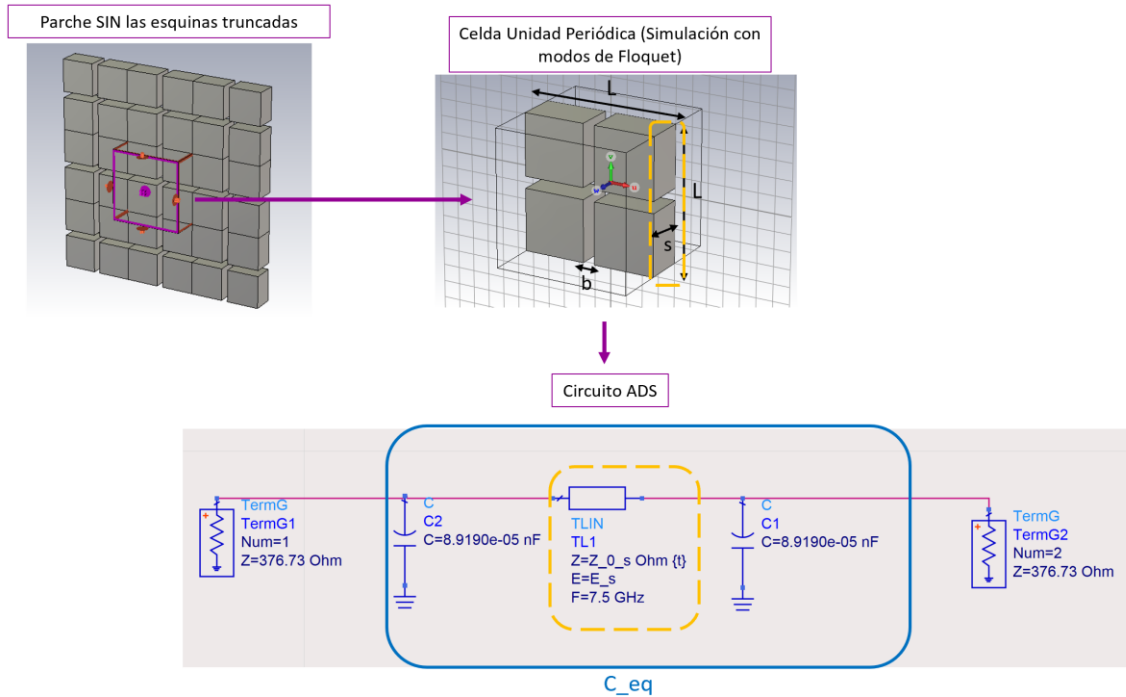 Parche SIN las esquinas truncadas
Celda Unidad Periódica (Simulación con
modos de Floquet)
L
L
s
b
v
w
u
Circuito ADS
TermG
TermG1
Num=1
Z=376.73 Ohm
C
C2
C=8.9190e-05 nF
TLIN
TL1
Z=Z_0_s Ohm {t}
E=E_s
F=7.5 GHz
C
C1
C=8.9190e-05 nF
TermG
TermG2
Num=2
Z=376.73 Ohm
C_eq